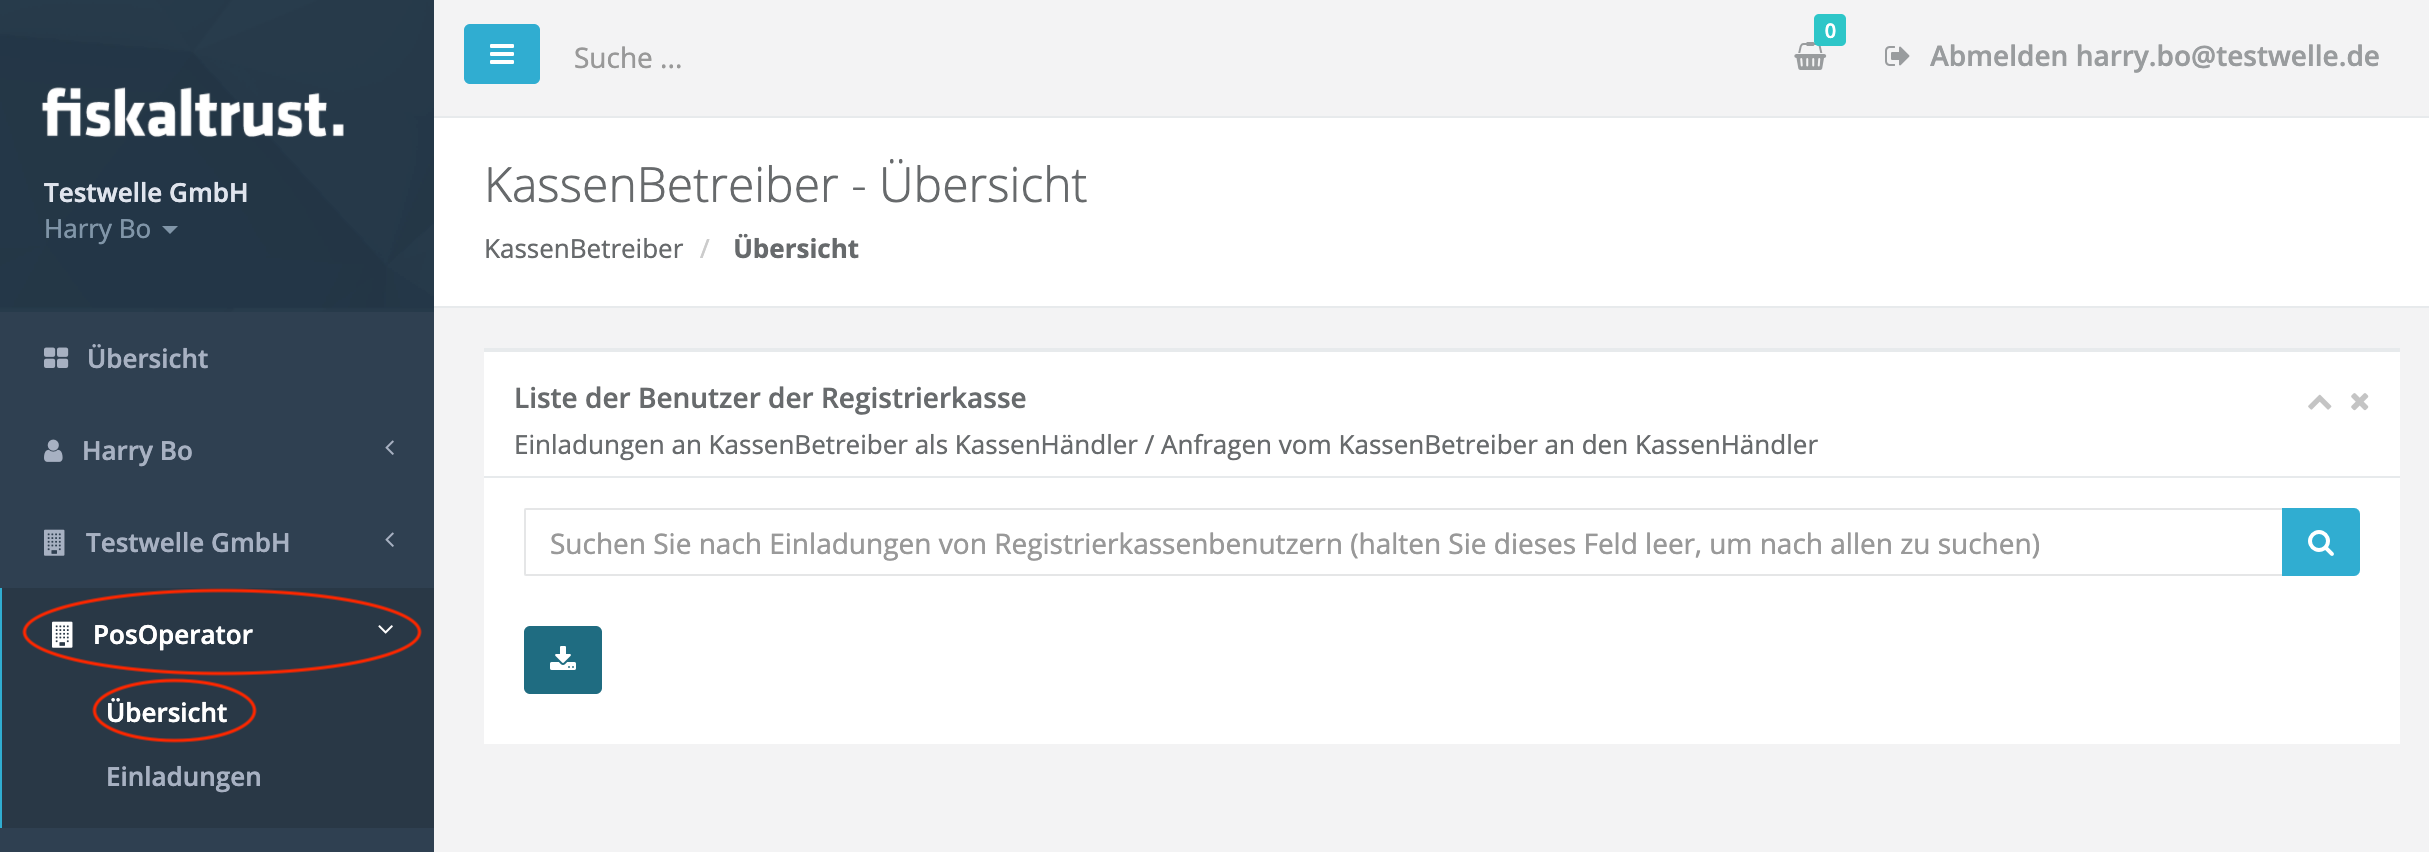 fiskaltrust.
Testwelle GmbH
Harry Bo
Übersicht
Harry Bo
Testwelle GmbH
PosOperator
Übersicht
Einladungen
Suche ...
0
Abmelden harry.bo@testwelle.de
KassenBetreiber - Übersicht
KassenBetreiber / Übersicht
Liste der Benutzer der Registrierkasse
Einladungen an KassenBetreiber als KassenHändler / Anfragen vom KassenBetreiber an den KassenHändler
Suchen Sie nach Einladungen von Registrierkassenbenutzern (halten Sie dieses Feld leer, um nach allen zu suchen)